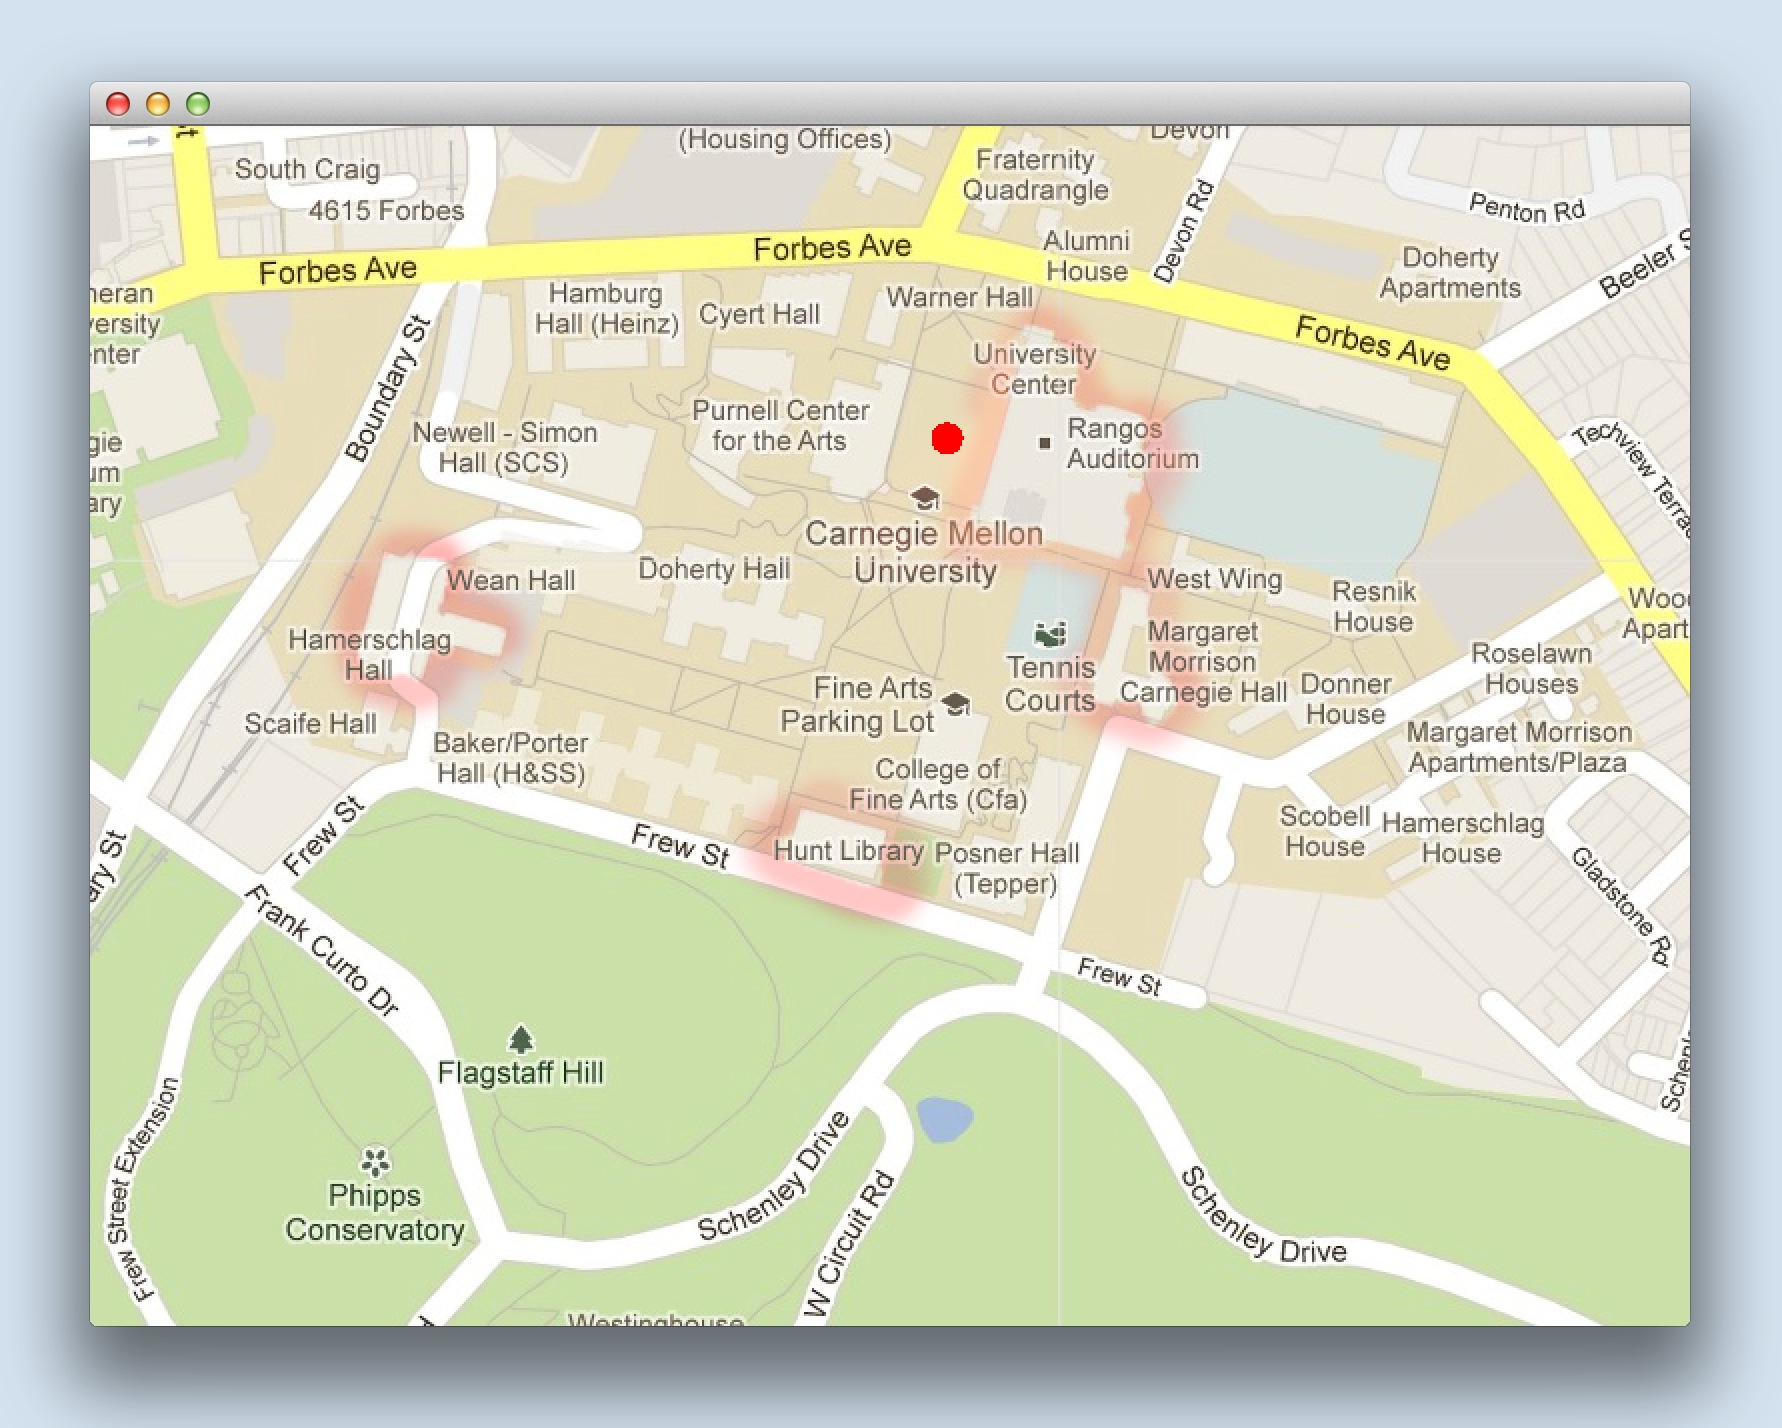 (Housing Offices)
Devon
South Craig
4615 Forbes
Fraternity
Quadrangle
Devon Rd
Penton Rd
Forbes Ave
Forbes Ave
Alumni
House
Doherty
Apartments
Beeler S
Hamburg
Hall (Heinz)
Cyert Hall
Warner Hall
Forbes Ave
Boundary St
University
Center
Newell - Simon
Hall (SCS)
Purnell Center
for the Arts
Rangos
Auditorium
Techview Terra
Carnegie Mellon
University
Wean Hall
Doherty Hall
West Wing
Resnik
House
Hamerschlag
Hall
Tennis
Courts
Margaret
Morrison
Carnegie Hall
Donner
House
Roselawn
Houses
Fine Arts
Parking Lot
Scaife Hall
Baker/Porter
Hall (H&SS)
College of
Fine Arts (Cfa)
Margaret Morrison
Apartments/Plaza
Scobell
House
Hamerschlag
House
Frew St
Frew St
Hunt Library
Posner Hall
(Tepper)
Gladstone Rd
Frank Curto Dr
Frew St
Flagstaff Hill
Phipps
Conservatory
Frew Street Extension
Schenley Drive
W Circuit Rd
Schenley Drive
Westinghouse